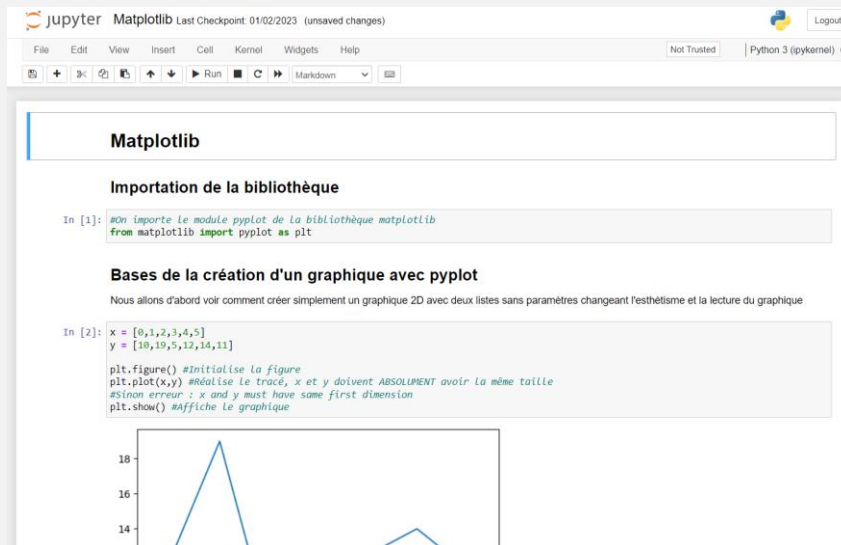 jupyter Matplotlib Last Checkpoint: 01/02/2023 (unsaved changes)
Logout
File Edit View Insert Cell Kernel Widgets Help
Not Trusted
Python 3 (ipykernel)
Run
Markdown
Matplotlib
Importation de la bibliothèque
In [1]: #On importe le module pyplot de la bibliothèque matplotlib
from matplotlib import pyplot as plt
Bases de la création d'un graphique avec pyplot
Nous allons d'abord voir comment créer simplement un graphique 2D avec deux listes sans paramètres changeant l'esthétisme et la lecture du graphique
In [2]: x = [0,1,2,3,4,5]
y = [10,19,5,12,14,11]
plt.figure() #Initialise la figure
plt.plot(x,y) #Réalise le tracé, x et y doivent ABSOLUMENT avoir la même taille
#Sinon erreur : x and y must have same first dimension
plt.show() #Affiche le graphique
18
16
14